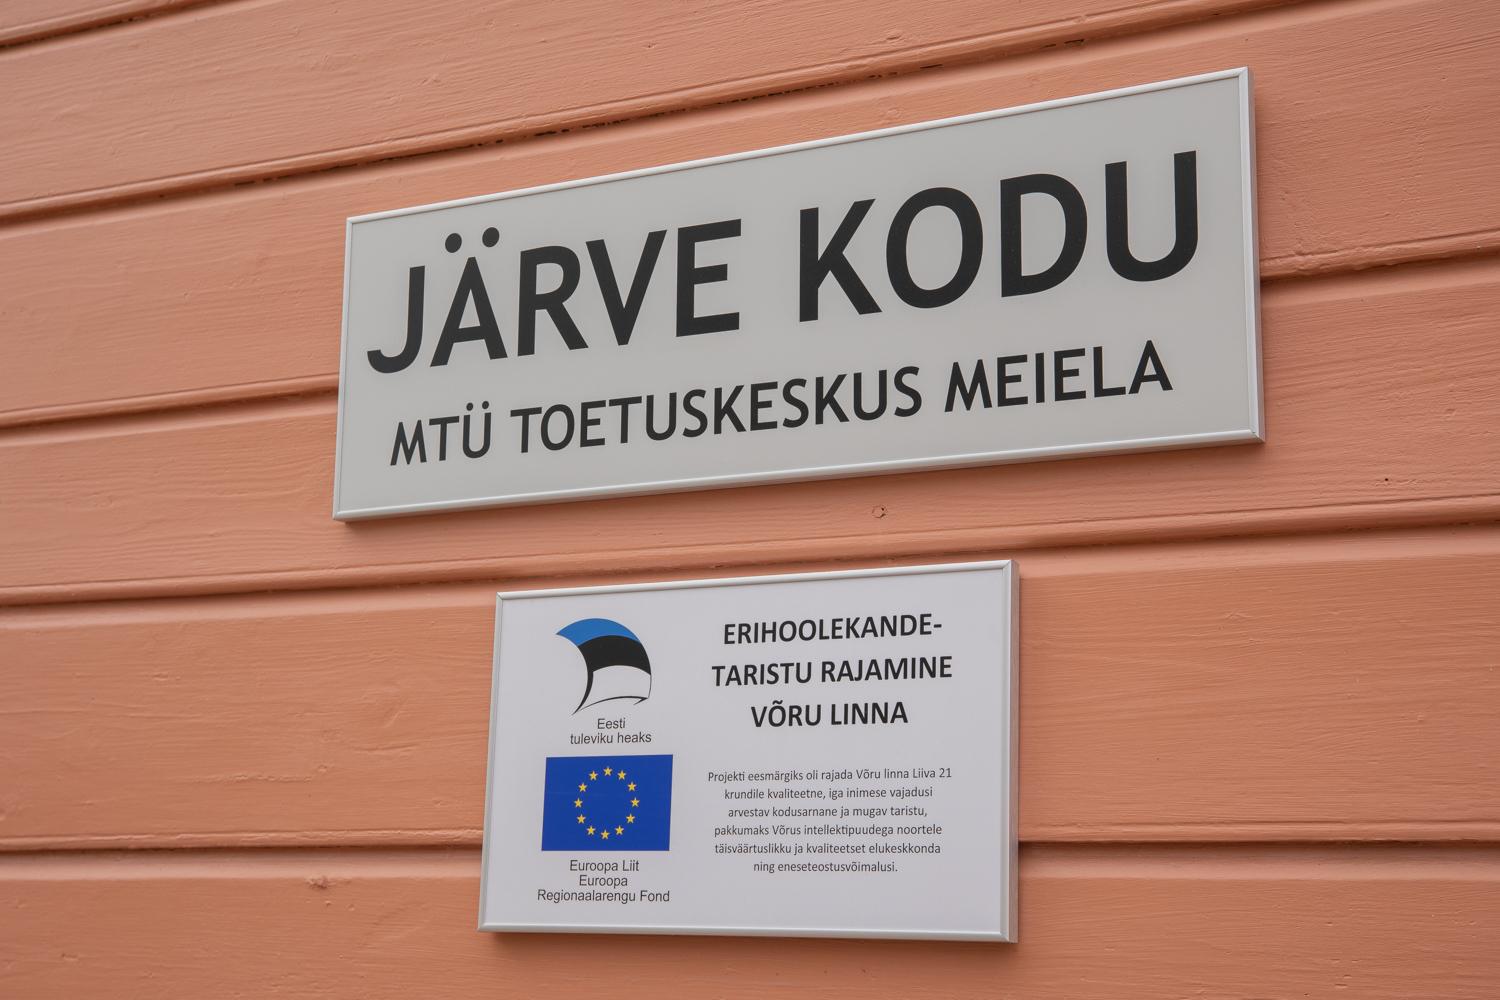 JÄRVE KODU
MTÜ TOETUSKESKUS MEIELA
Eesti
tuleviku heaks
Euroopa Liit
Euroopa
Regionaalarengu Fond
ERIHOOLEKANDE-
TARISTU RAJAMINE
VÕRU LINNA
Projekti eesmärgiks oli rajada Võru linna Liiva 21
krundile kvaliteetne, iga inimese vajadusi
arvestav kodusarnane ja mugav taristu,
pakkumaks Võrus intellektipuudega noortele
täisväärtuslikku ja kvaliteetset elukeskkonda
ning eneseteostusvõimalusi.